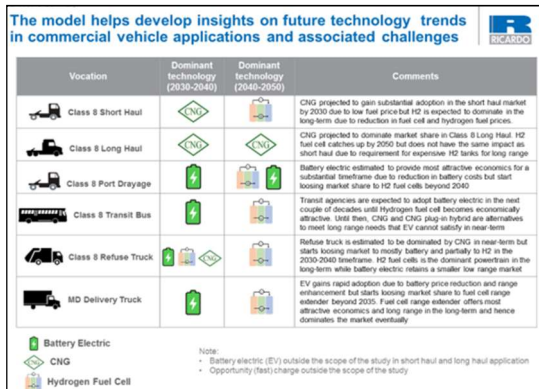 The model helps develop insights on future technology trends
in commercial vehicle applications and associated challenges
RICARDO
Vocation
Dominant
technology
(2030-2040)
Dominant
technology
(2040-2050)
Comments
Class 8 Short Haul
CNG
CNG projected to gain substantial adoption in the short haul market
by 2030 due to low fuel price but H2 is expected to dominate in the
long-term due to reduction in fuel cell and hydrogen fuel prices.
Class 8 Long Haul
CNG
CNG
CNG projected to dominate market share in Class 8 Long Haul. H2
fuel cell catches up by 2050 but does not have the same impact as
short haul due to requirement for expensive H2 tanks for long range
Class 8 Port Drayage
Battery electric estimated to provide most attractive economics for a
substantial timeframe due to reduction in battery costs but start
loosing market share to H2 fuel cells beyond 2040
Class 8 Transit Bus
Transit agencies are expected to adopt battery electric in the next
couple of decades until Hydrogen fuel cell becomes economically
attractive. Until then, CNG and CNG plug-in hybrid are alternatives
to meet long range needs that EV cannot satisfy in near-term
Class 8 Refuse Truck
CNG
Refuse truck is estimated to be dominated by CNG in near-term but
starts loosing market to mostly battery and partially to H2 in the
2030-2040 timeframe. H2 fuel cells is the dominant powertrain in the
long-term while battery electric retains a smaller low range market
MD Delivery Truck
EV gains rapid adoption due to battery price reduction and range
enhancement but starts loosing market share to fuel cell range
extender beyond 2035. Fuel cell range extender offers most
attractive economics and long range in the long-term and hence
dominates the market eventually
Battery Electric
CNG
CNG
Hydrogen Fuel Cell
Note:
• Battery electric (EV) outside the scope of the study in short haul and long haul application
• Opportunity (fast) charge outside the scope of the study